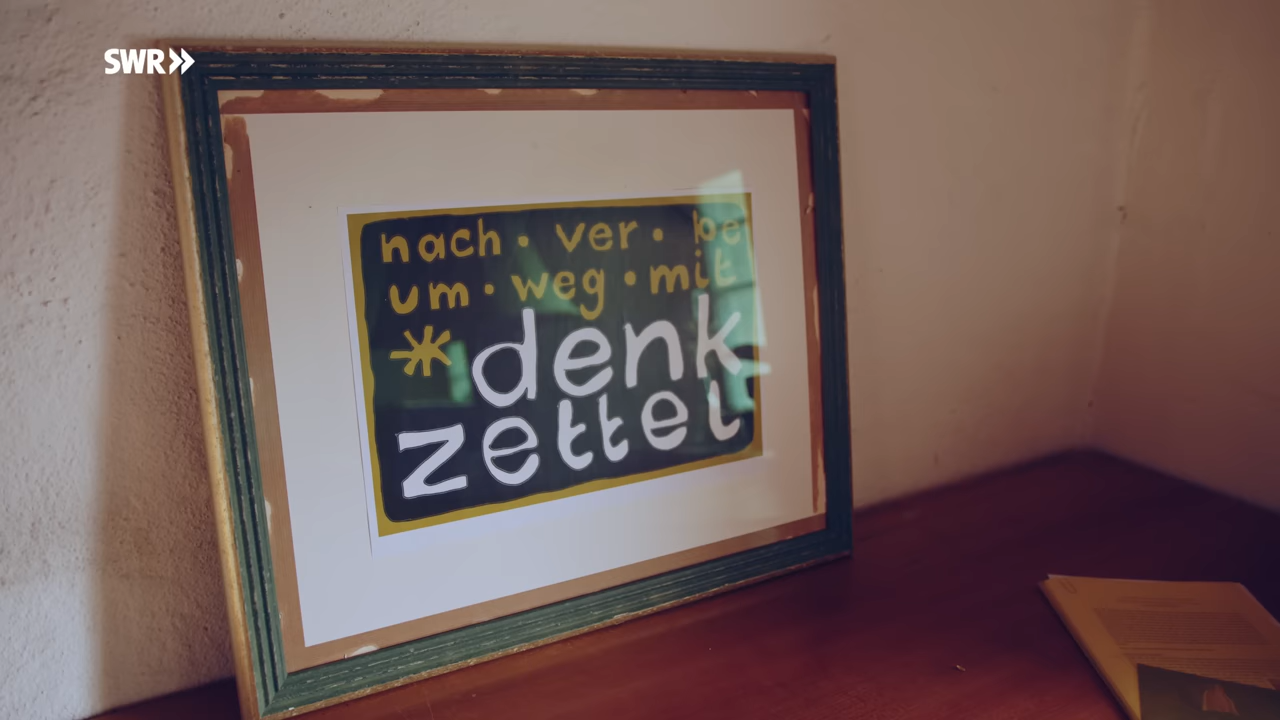 SWR
nach · ver · be
um · weg · mit
* denk
zettel